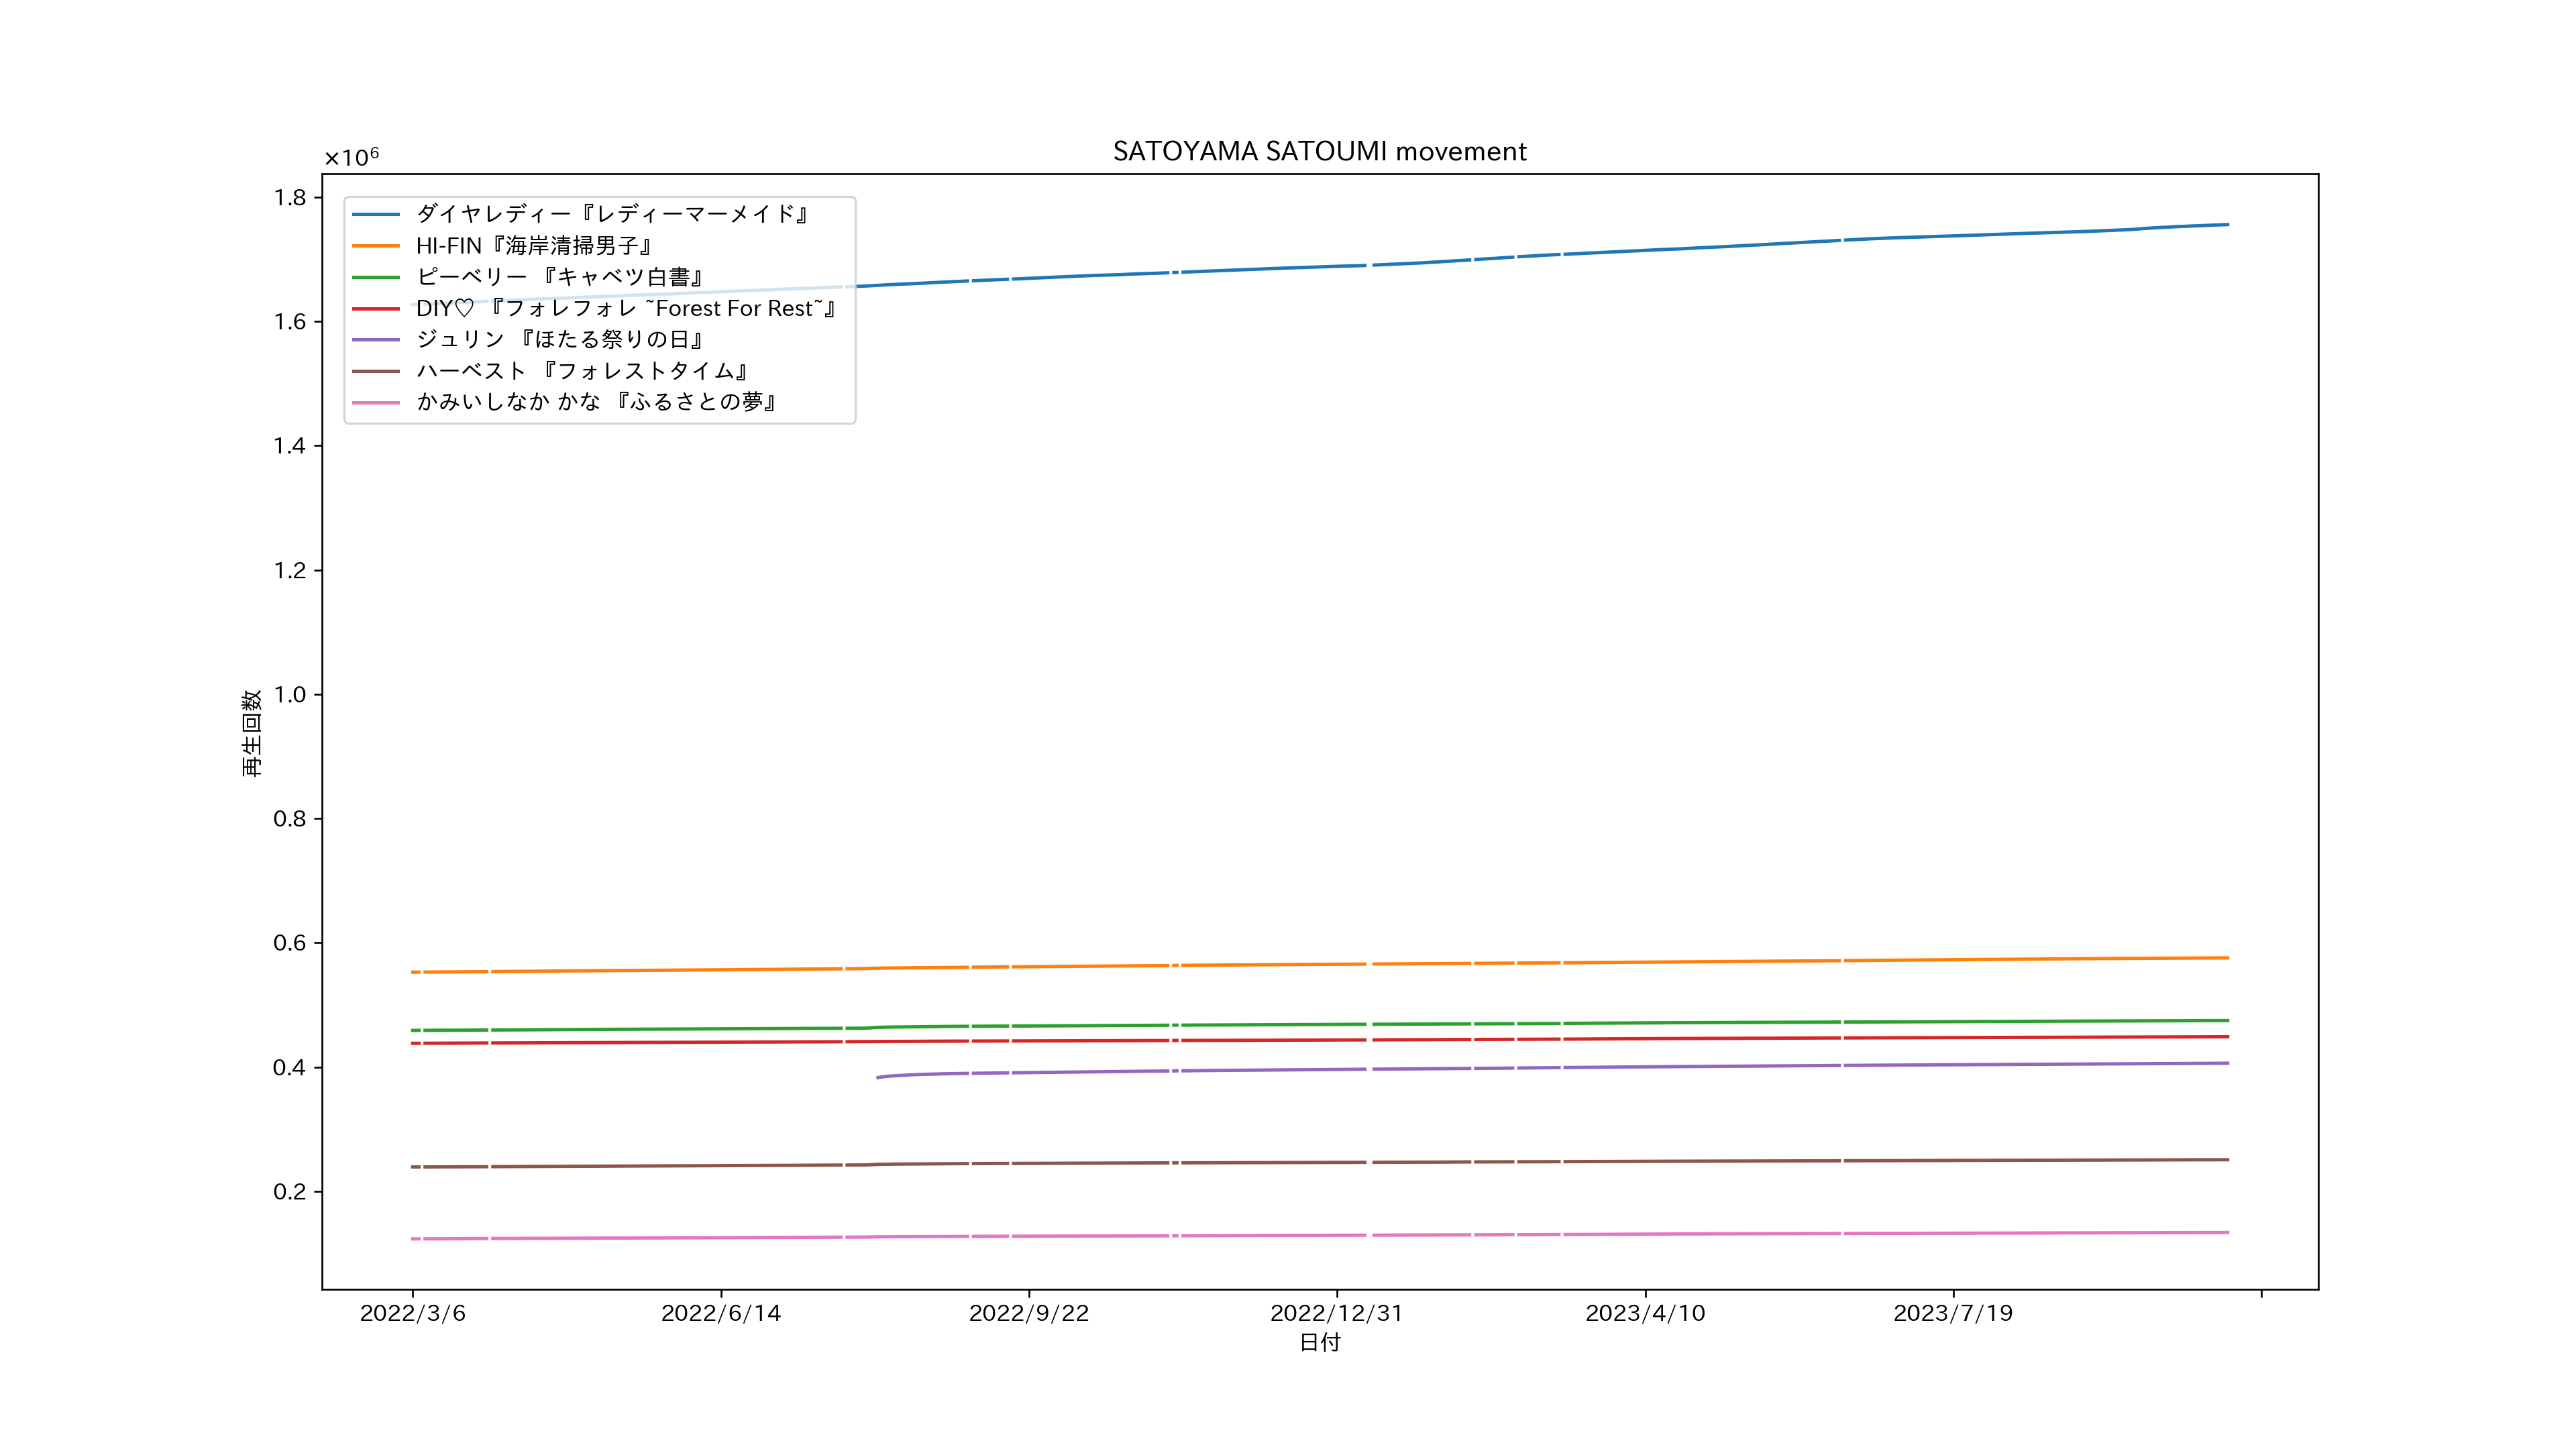 SATOYAMA SATOUMI movement
×10⁶
1.8
1.6
1.4
1.2
1.0
0.8
0.6
0.4
0.2
再生回数
ダイヤレディー『レディーマーメイド』
HI-FIN『海岸清掃男子』
ピーベリー 『キャベツ白書』
DIY♡ 『フォレフォレ ~Forest For Rest~』
ジュリン 『ほたる祭りの日』
ハーベスト 『フォレストタイム』
かみいしなか かな 『ふるさとの夢』
2022/3/6 2022/6/14 2022/9/22 2022/12/31 2023/4/10 2023/7/19
日付